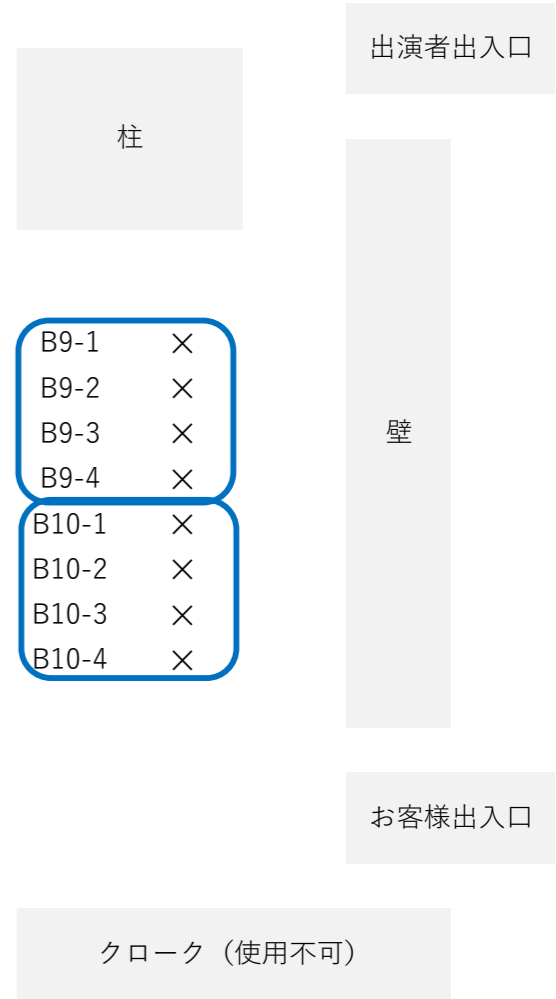 出演者出入口
柱
B9-1 ×
B9-2 ×
B9-3 ×
B9-4 ×
壁
B10-1 ×
B10-2 ×
B10-3 ×
B10-4 ×
お客様出入口
クローク（使用不可）